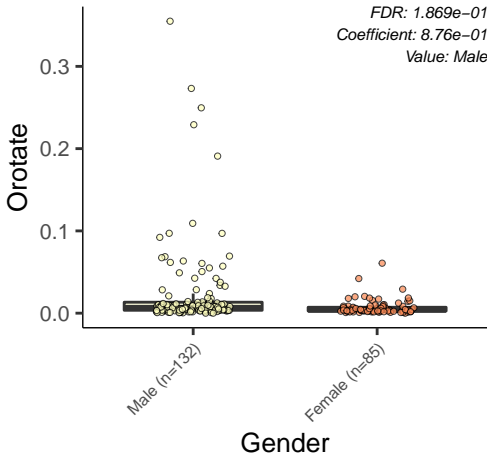 FDR: 1.869e−01
Coefficient: 8.76e−01
Value: Male
Orotate
0.3
0.2
0.1
0.0
Male (n=132)
Female (n=85)
Gender